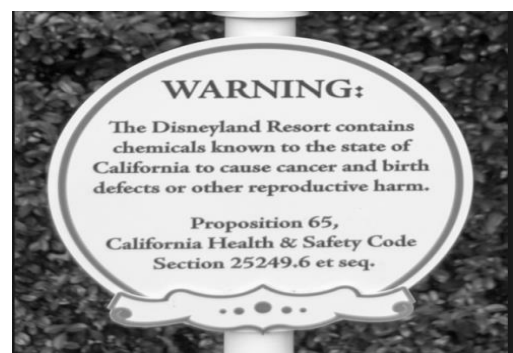 WARNING:
The Disneyland Resort contains
chemicals known to the state of
California to cause cancer and birth
defects or other reproductive harm.
Proposition 65,
California Health & Safety Code
Section 25249.6 et seq.